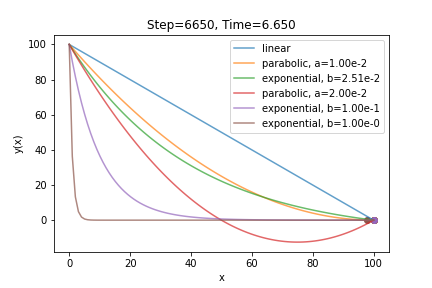 Step=6650, Time=6.650
100
80
60
40
20
0
y(x)
linear
parabolic, a=1.00e-2
exponential, b=2.51e-2
parabolic, a=2.00e-2
exponential, b=1.00e-1
exponential, b=1.00e-0
0 20 40 60 80 100
x